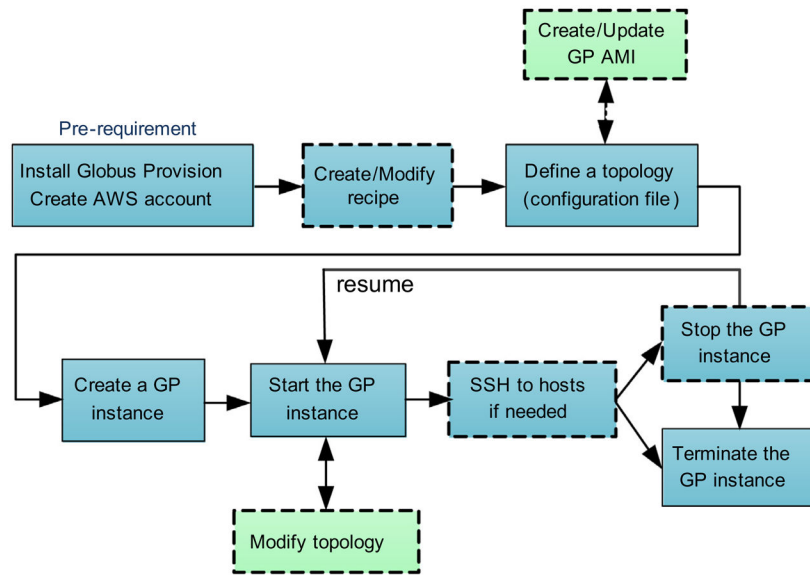 Create/Update
GP AMI
Pre-requirement
Install Globus Provision
Create AWS account
Create/Modify
recipe
Define a topology
(configuration file)
resume
Create a GP
instance
Start the GP
instance
SSH to hosts
if needed
Stop the GP
instance
Terminate the
GP instance
Modify topology